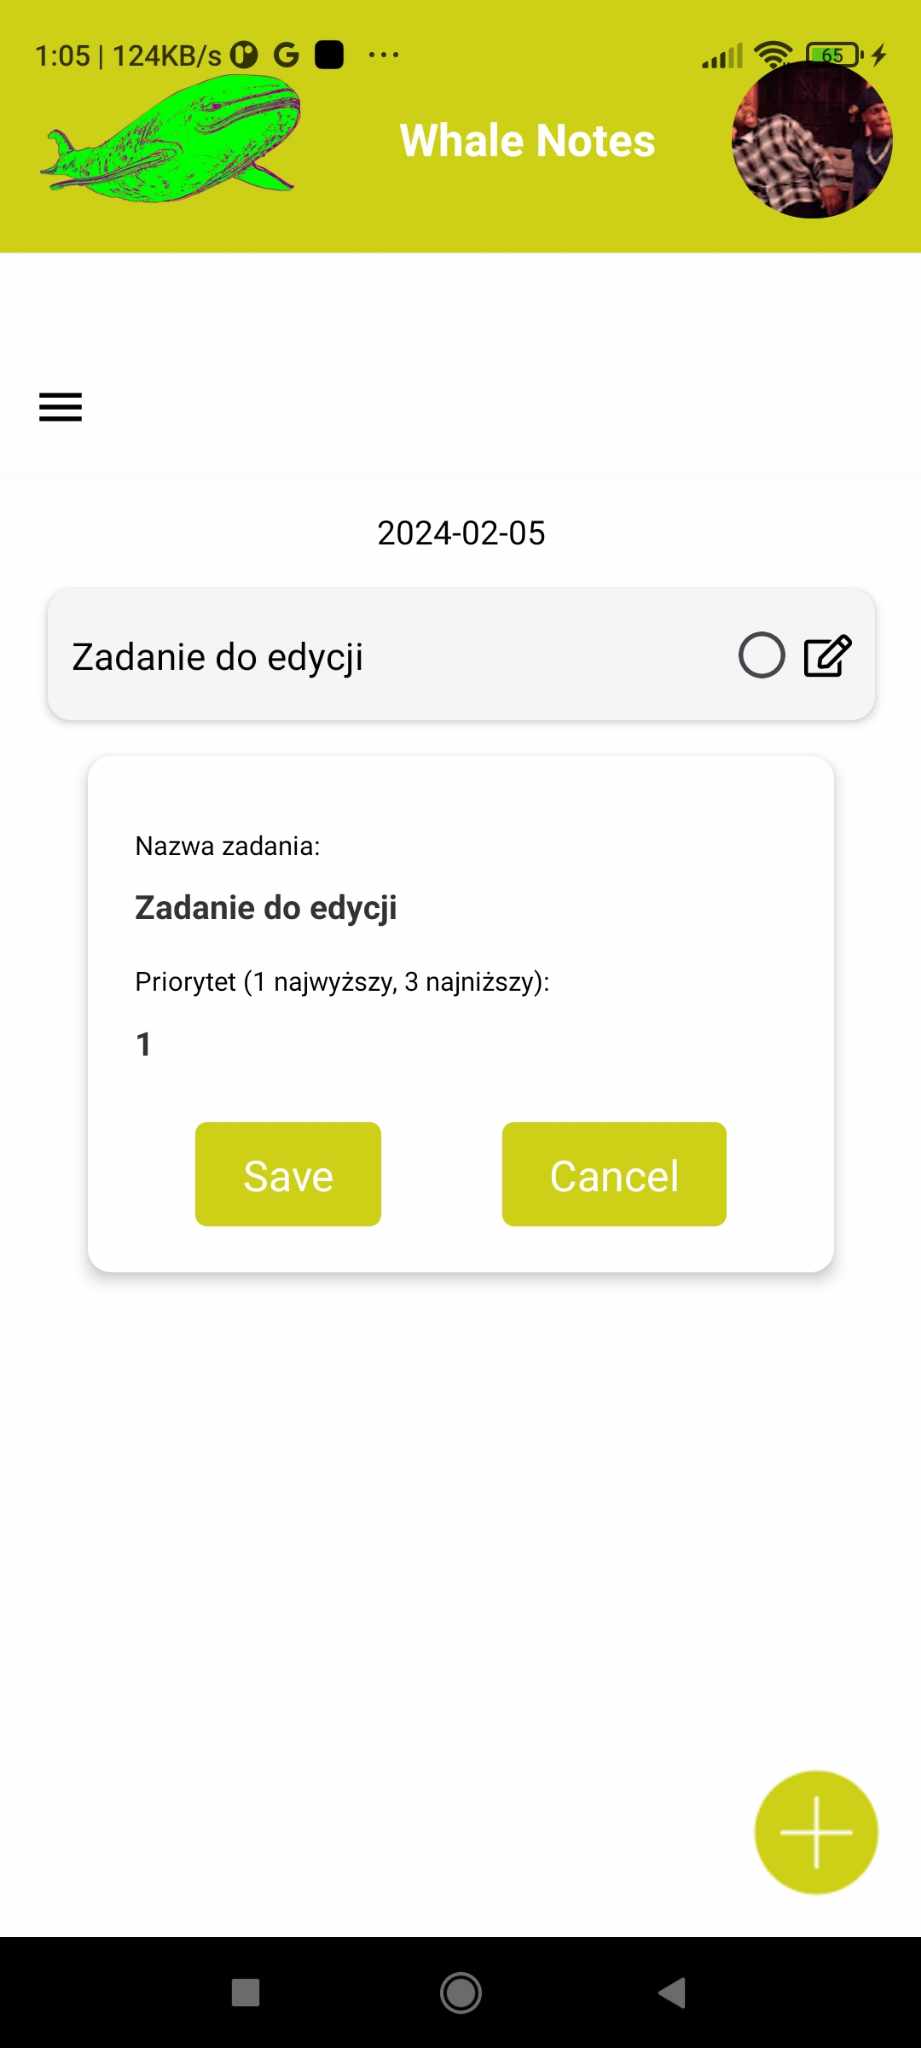 1:05 | 124KB/s
65
Whale Notes
2024-02-05
Zadanie do edycji
Nazwa zadania:
Zadanie do edycji
Priorytet (1 najwyższy, 3 najniższy):
1
Save Cancel